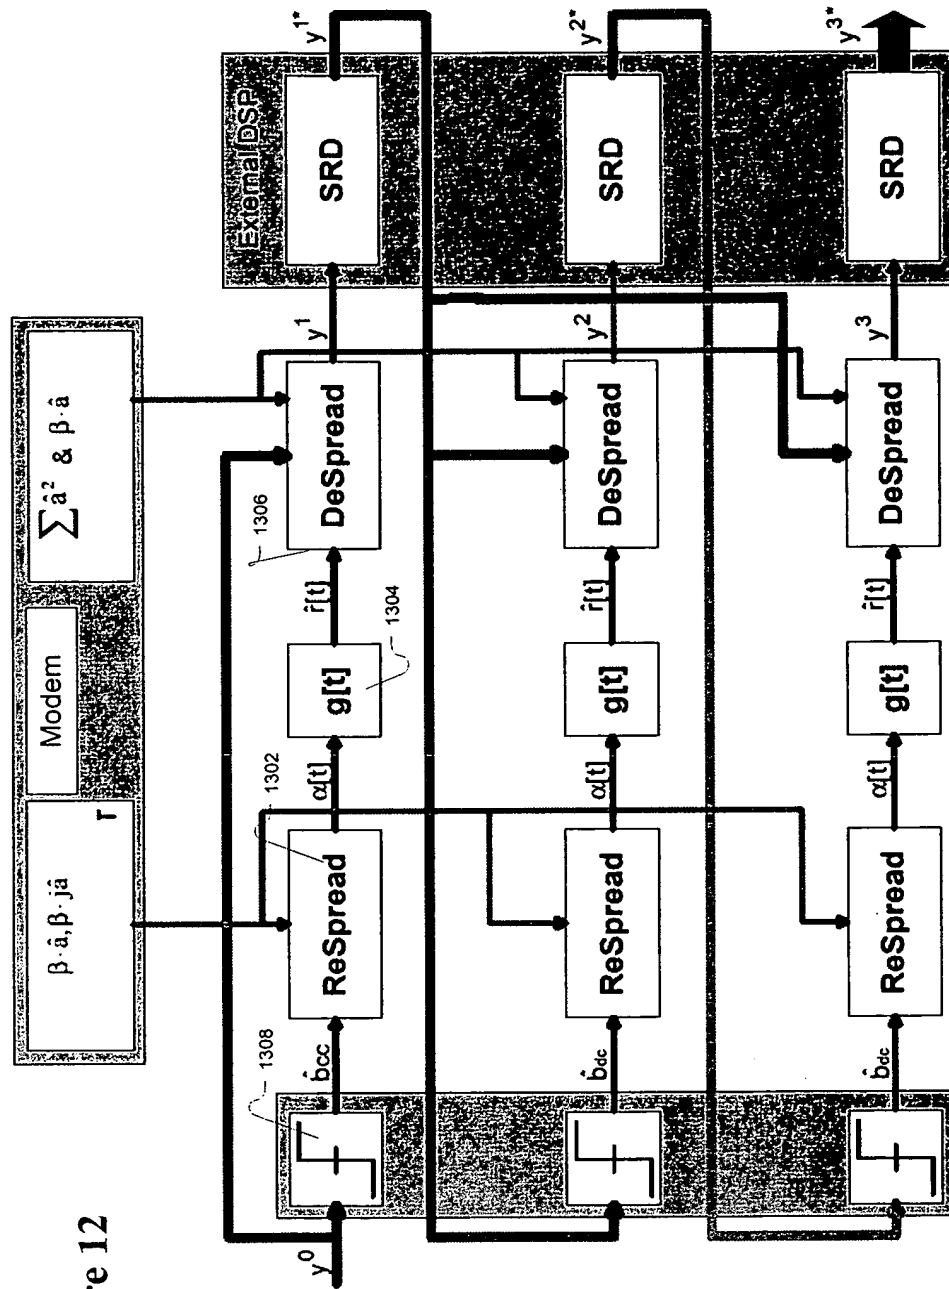 re 12
β·â, β·jâ
Γ
Modem
∑ â² & β·â
External DSP
y⁰
1308
b̂cc
ReSpread
1302
α[t]
g[t]
1304
r̂[t]
DeSpread
1306
y¹
SRD
y¹*
b̂dc
ReSpread
α[t]
g[t]
r̂[t]
DeSpread
y²
SRD
y²*
b̂dc
ReSpread
α[t]
g[t]
r̂[t]
DeSpread
y³
SRD
y³*